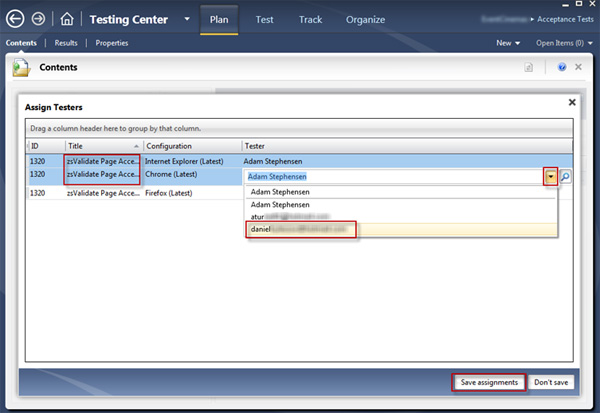 Testing Center Plan Test Track Organize
Acceptance Tests
Contents Results Properties New Open Items (0)
Contents
Assign Testers
Drag a column header here to group by that column.
ID Title Configuration Tester
1320 zsValidate Page Acce... Internet Explorer (Latest) Adam Stephensen
1320 zsValidate Page Acce... Chrome (Latest) Adam Stephensen
1320 zsValidate Page Acce... Firefox (Latest)
Adam Stephensen
Adam Stephensen
atur
daniel
Save assignments Don't save